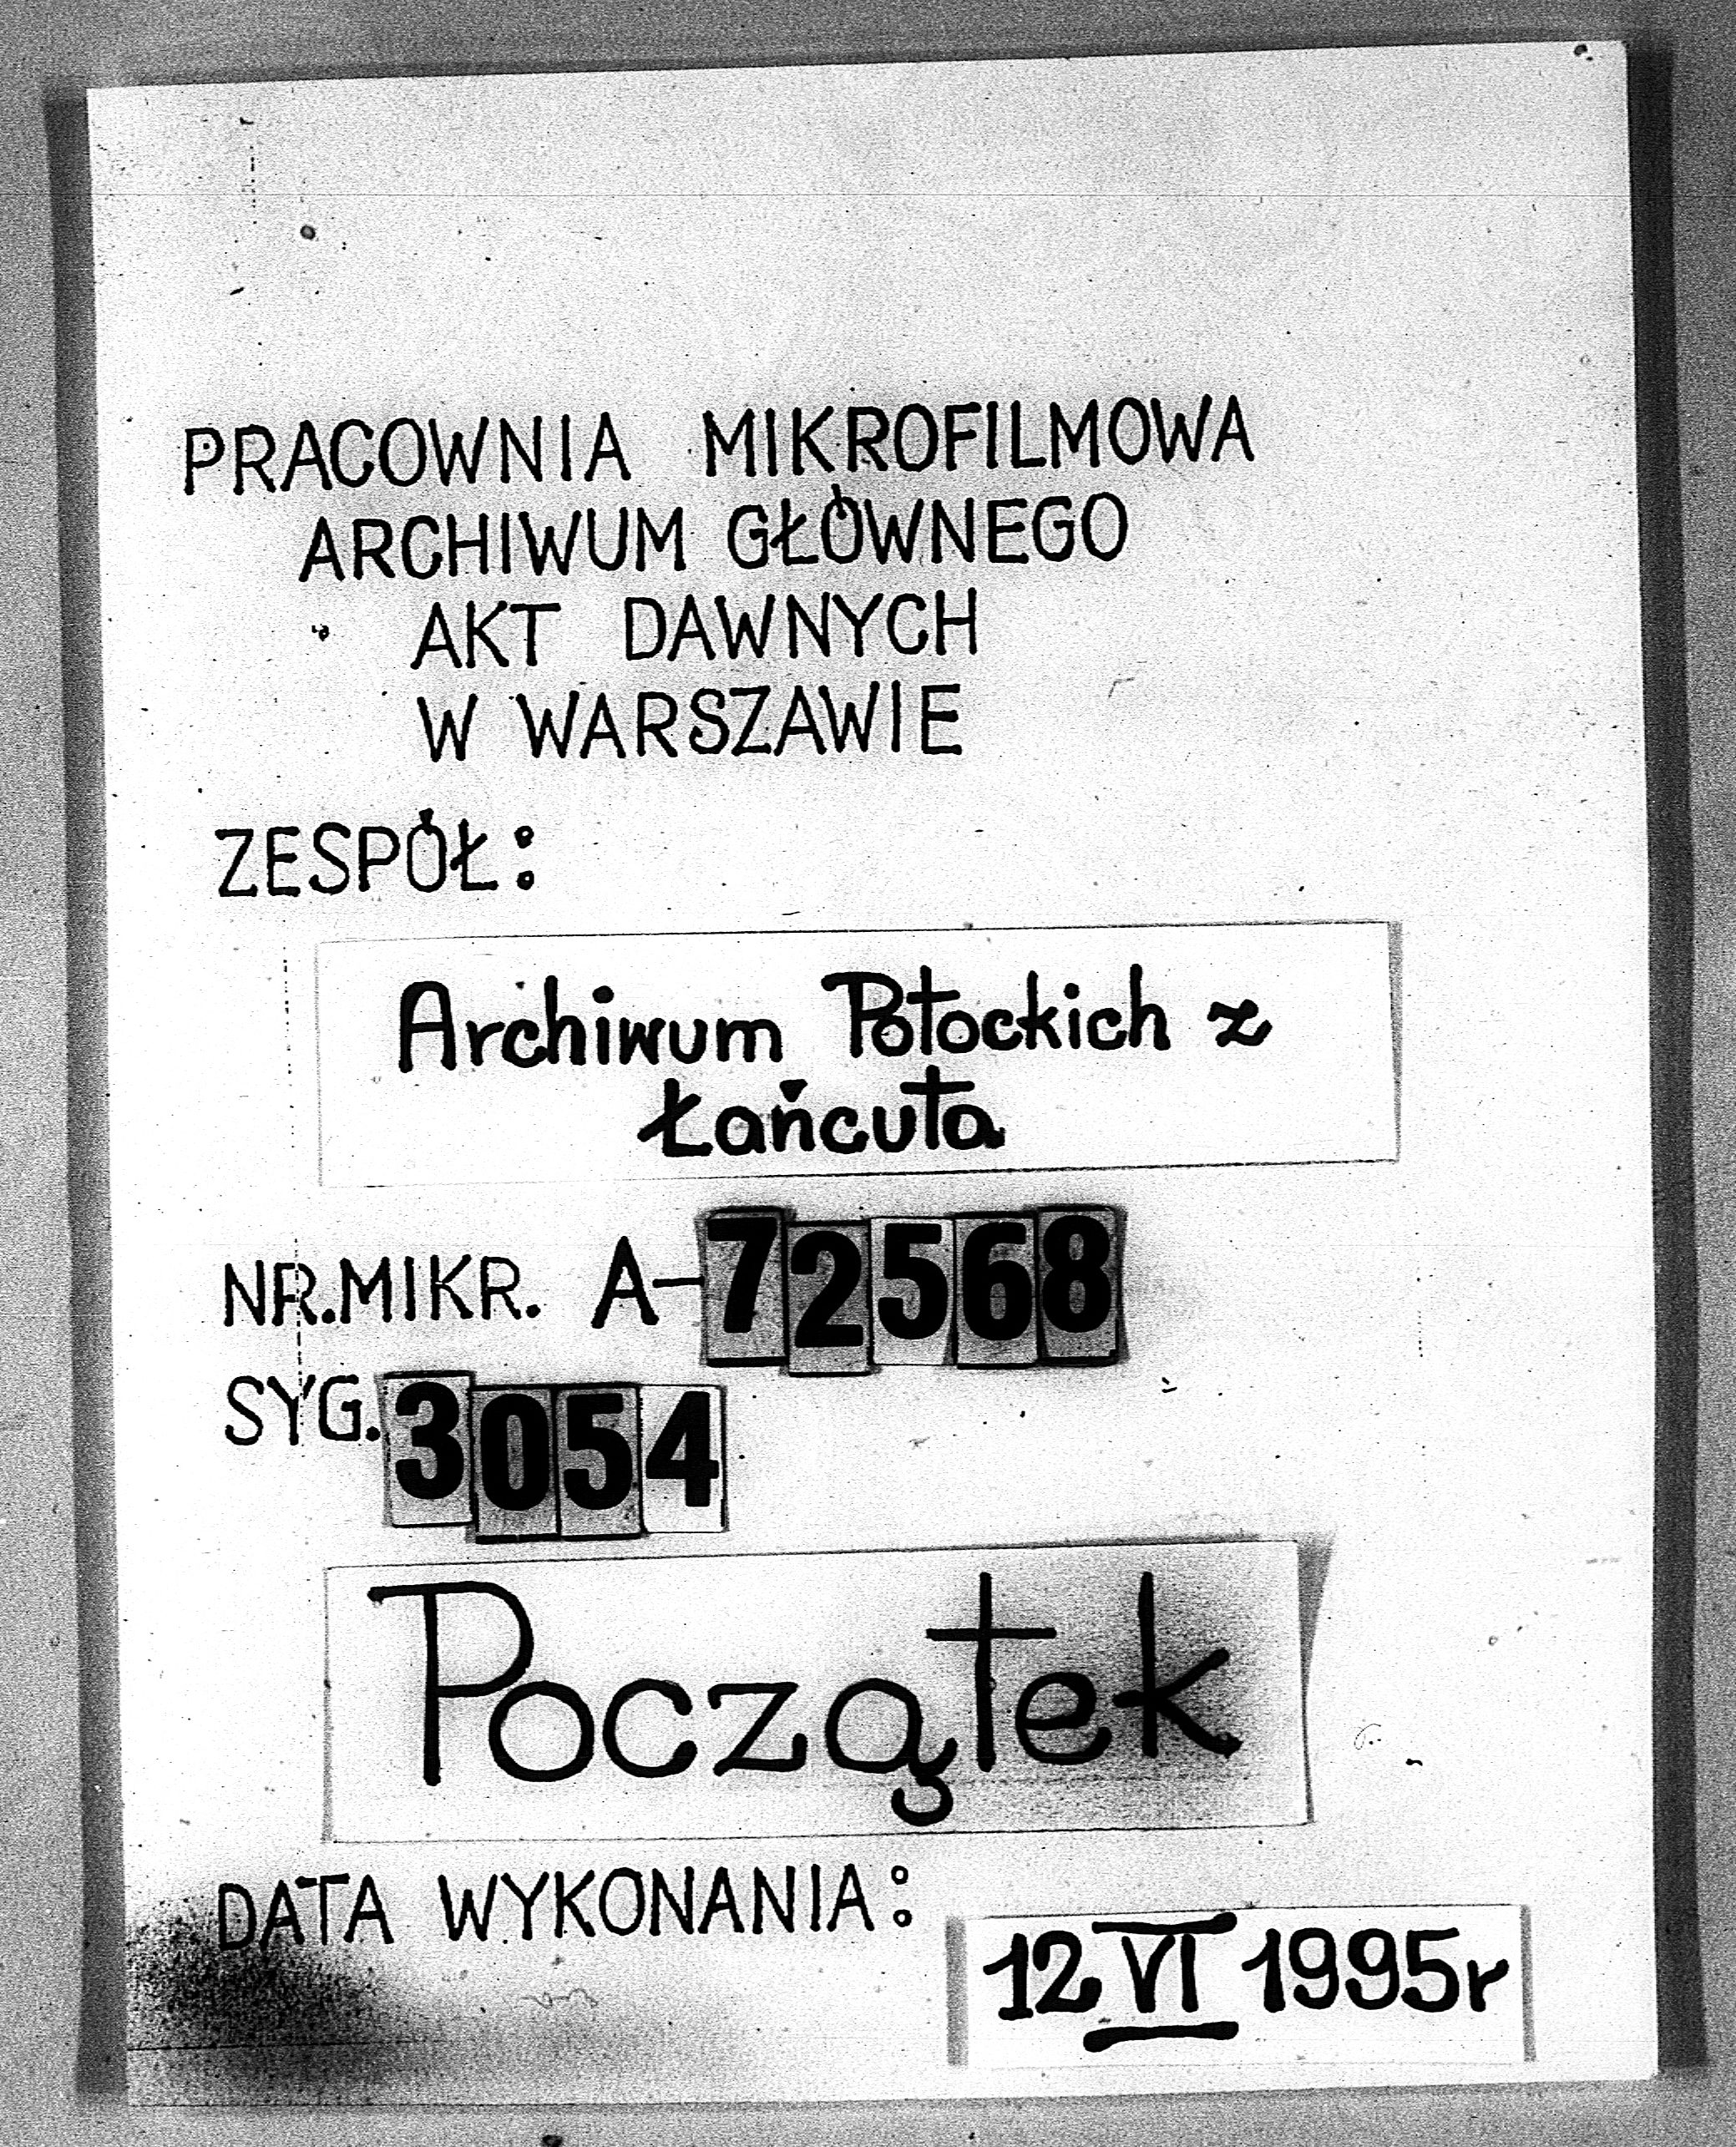 PRACOWNIA MIKROFILMOWA
ARCHIWUM GŁÓWNEGO
AKT DAWNYCH
W WARSZAWIE
ZESPÓŁ:
Archiwum Potockich z
Łańcuta
NR.MIKR. A-72568
SYG. 3054
Początek
DATA WYKONANIA:
12 VI 1995r